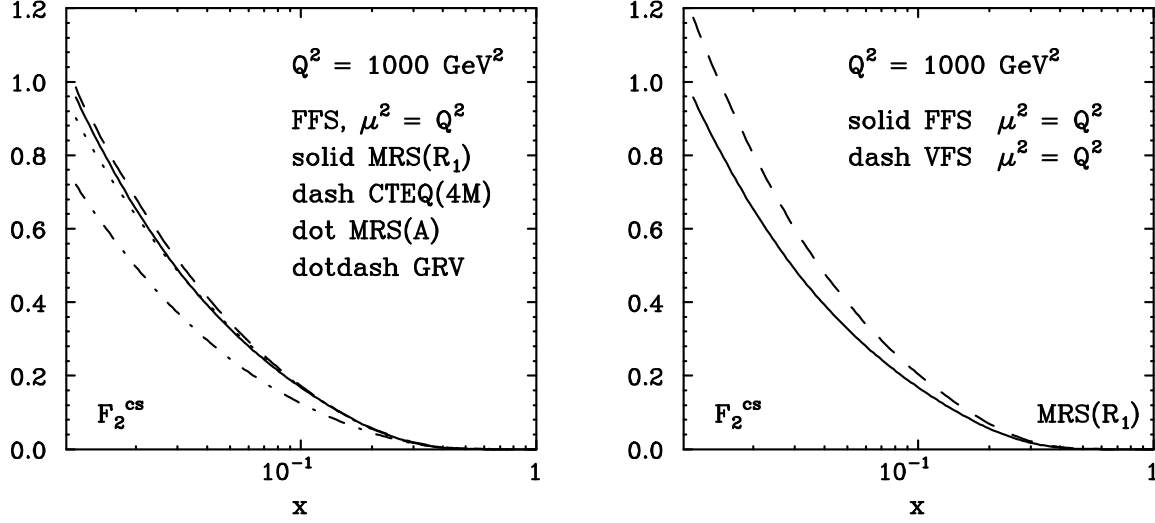 1.2
1.0
0.8
0.6
0.4
0.2
0.0
Q² = 1000 GeV²
FFS, μ² = Q²
solid MRS(R₁)
dash CTEQ(4M)
dot MRS(A)
dotdash GRV
F₂ᶜˢ
10⁻¹
1
x
1.2
1.0
0.8
0.6
0.4
0.2
0.0
Q² = 1000 GeV²
solid FFS μ² = Q²
dash VFS μ² = Q²
F₂ᶜˢ
MRS(R₁)
10⁻¹
1
x